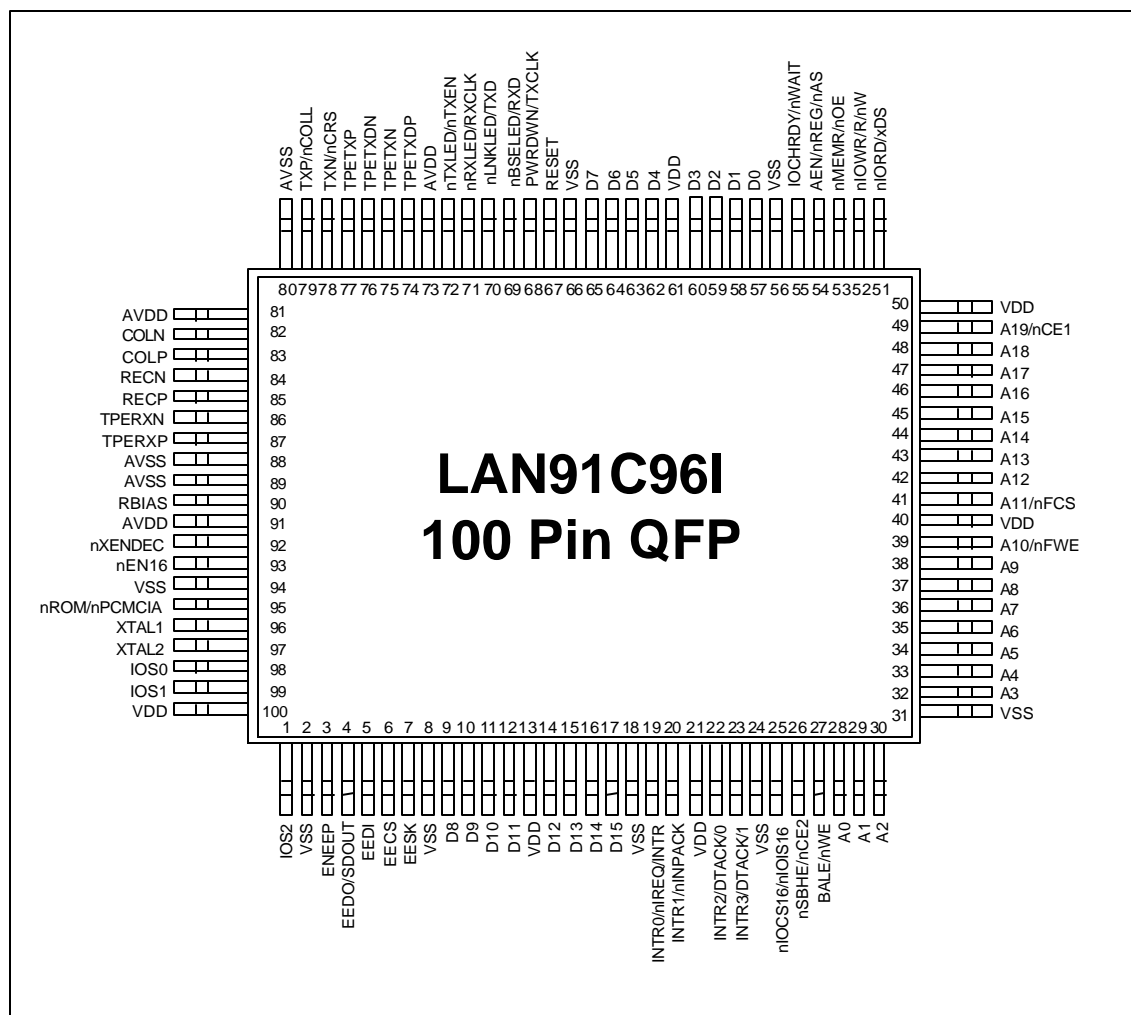 AVSS
TXP/nCOLL
TXN/nCRS
TPETXP
TPETXDN
TPETXN
TPETXDP
AVDD
nTXLED/nTXEN
nRXLED/RXCLK
nLNKLED/TXD
nBSELED/RXD
PWRDWN/TXCLK
RESET
VSS
D7
D6
D5
D4
VDD
D3
D2
D1
D0
VSS
IOCHRDY/nWAIT
AEN/nREG/nAS
nMEMR/nOE
nIOWR/R/nW
nIORD/xDS
80 79 78 77 76 75 74 73 72 71 70 69 68 67 66 65 64 63 62 61 60 59 58 57 56 55 54 53 52 51
AVDD 81
COLN 82
COLP 83
RECN 84
RECP 85
TPERXN 86
TPERXP 87
AVSS 88
AVSS 89
RBIAS 90
AVDD 91
nXENDEC 92
nEN16 93
VSS 94
nROM/nPCMCIA 95
XTAL1 96
XTAL2 97
IOS0 98
IOS1 99
VDD 100
LAN91C96I
100 Pin QFP
50 VDD
49 A19/nCE1
48 A18
47 A17
46 A16
45 A15
44 A14
43 A13
42 A12
41 A11/nFCS
40 VDD
39 A10/nFWE
38 A9
37 A8
36 A7
35 A6
34 A5
33 A4
32 A3
31 VSS
1 2 3 4 5 6 7 8 9 10 11 12 13 14 15 16 17 18 19 20 21 22 23 24 25 26 27 28 29 30
IOS2
VSS
ENEEP
EEDO/SDOUT
EEDI
EECS
EESK
VSS
D8
D9
D10
D11
VDD
D12
D13
D14
D15
VSS
INTR0/nIREQ/INTR
INTR1/nINPACK
VDD
INTR2/DTACK/0
INTR3/DTACK/1
VSS
nIOCS16/nIOIS16
nSBHE/nCE2
BALE/nWE
A0
A1
A2